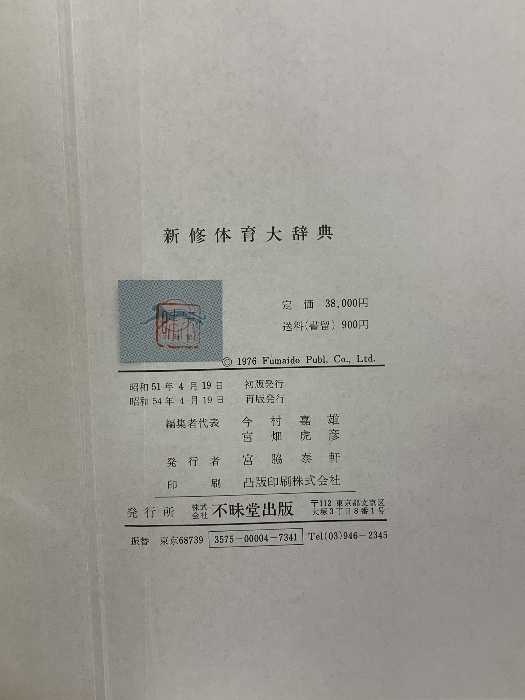 新修体育大辞典
定価 38,000円
送料(書留) 900円
© 1976 Fumaido Publ. Co., Ltd.
昭和51年 4月19日 初版発行
昭和54年 4月19日 再版発行
編集者代表 今村嘉雄
宮畑虎彦
発行者 宮脇泰軒
印刷 凸版印刷株式会社
発行所 株式会社 不昧堂出版 〒112 東京都文京区大塚3丁目8番1号
振替 東京68739 3575-00004-7341 Tel(03)946-2345